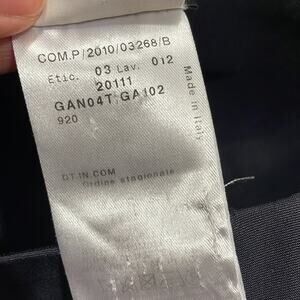 COM.P/2010/03268/B
Etic. 03 Lav. 012
20111
GAN04T GA102
920
DT.IN.COM
Ordine stagionale
Made in Italy